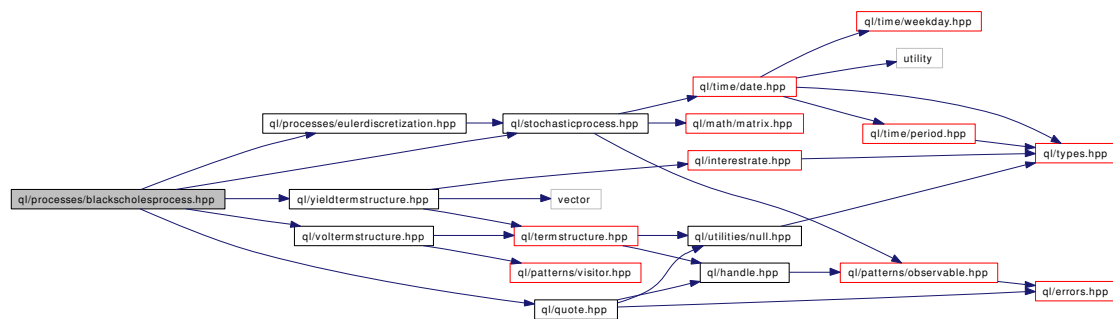 ql/time/weekday.hpp
utility
ql/time/date.hpp
ql/processes/eulerdiscretization.hpp
ql/stochasticprocess.hpp
ql/math/matrix.hpp
ql/time/period.hpp
ql/interestrate.hpp
ql/types.hpp
ql/processes/blackscholesprocess.hpp
ql/yieldtermstructure.hpp
vector
ql/voltermstructure.hpp
ql/termstructure.hpp
ql/utilities/null.hpp
ql/patterns/visitor.hpp
ql/handle.hpp
ql/patterns/observable.hpp
ql/errors.hpp
ql/quote.hpp